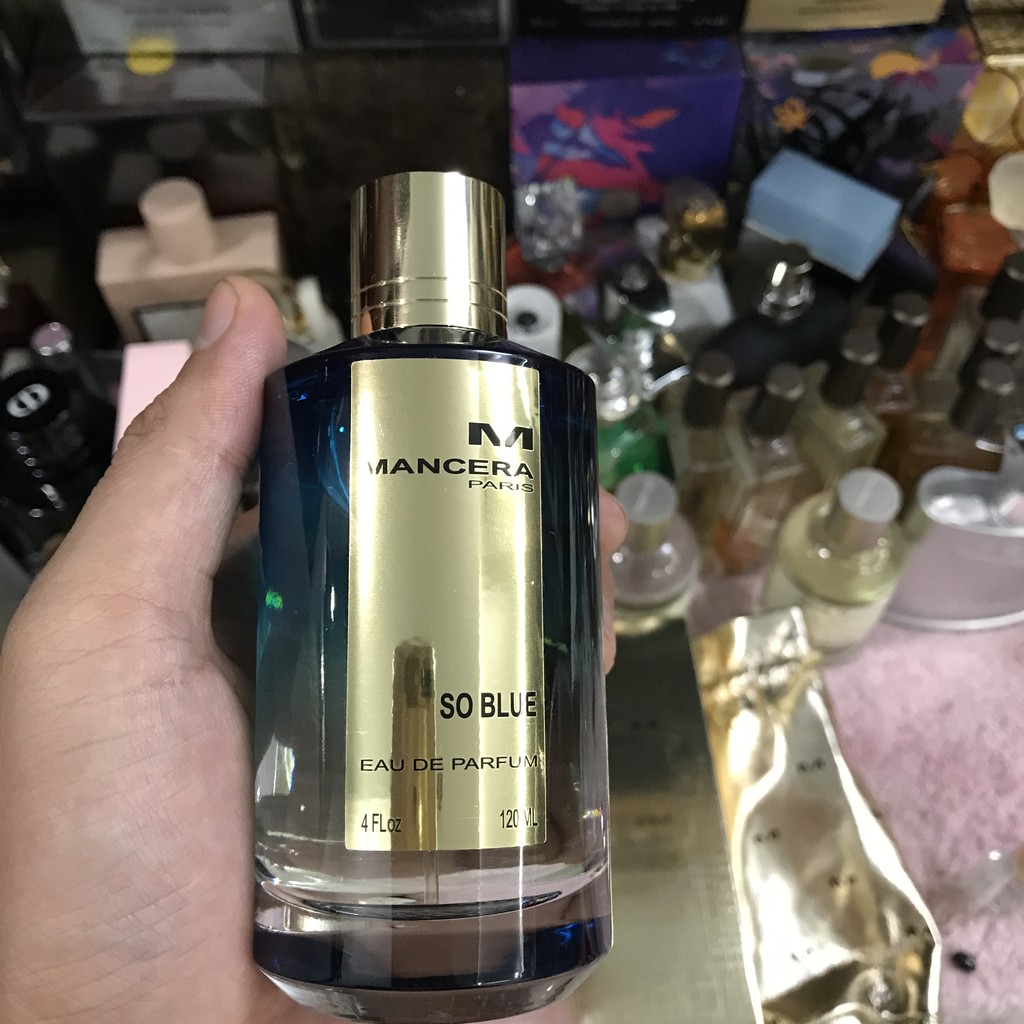 M
MANCERA
PARIS
SO BLUE
EAU DE PARFUM
4 FLoz 120 ML